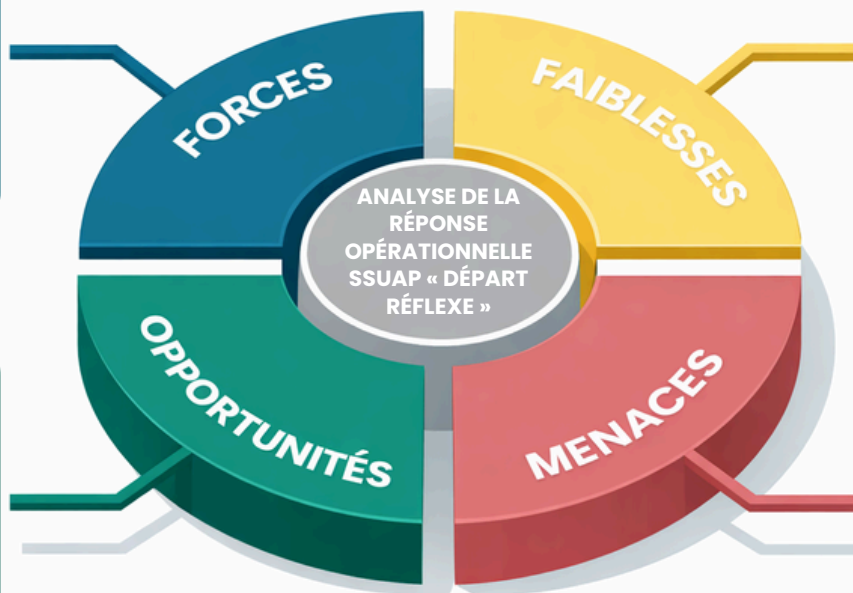 FORCES
FAIBLESSES
ANALYSE DE LA
RÉPONSE
OPÉRATIONNELLE
SSUAP « DÉPART
RÉFLEXE »
OPPORTUNITÉS
MENACES